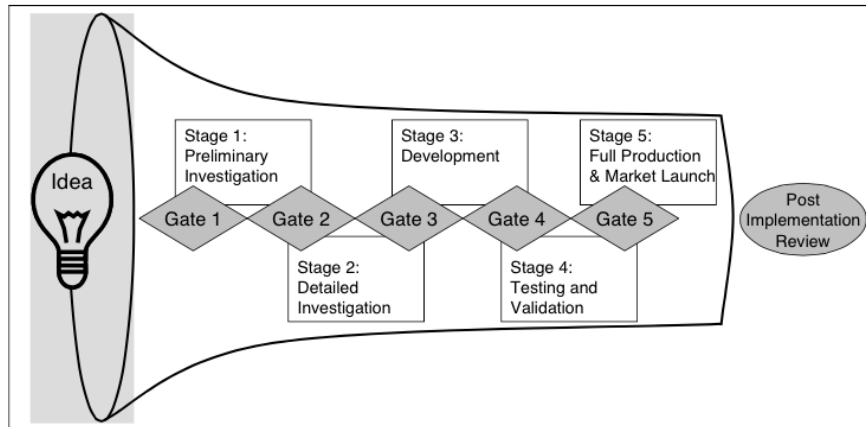 Idea
Stage 1:
Preliminary
Investigation
Stage 3:
Development
Stage 5:
Full Production
& Market Launch
Gate 1
Gate 2
Gate 3
Gate 4
Gate 5
Stage 2:
Detailed
Investigation
Stage 4:
Testing and
Validation
Post
Implementation
Review